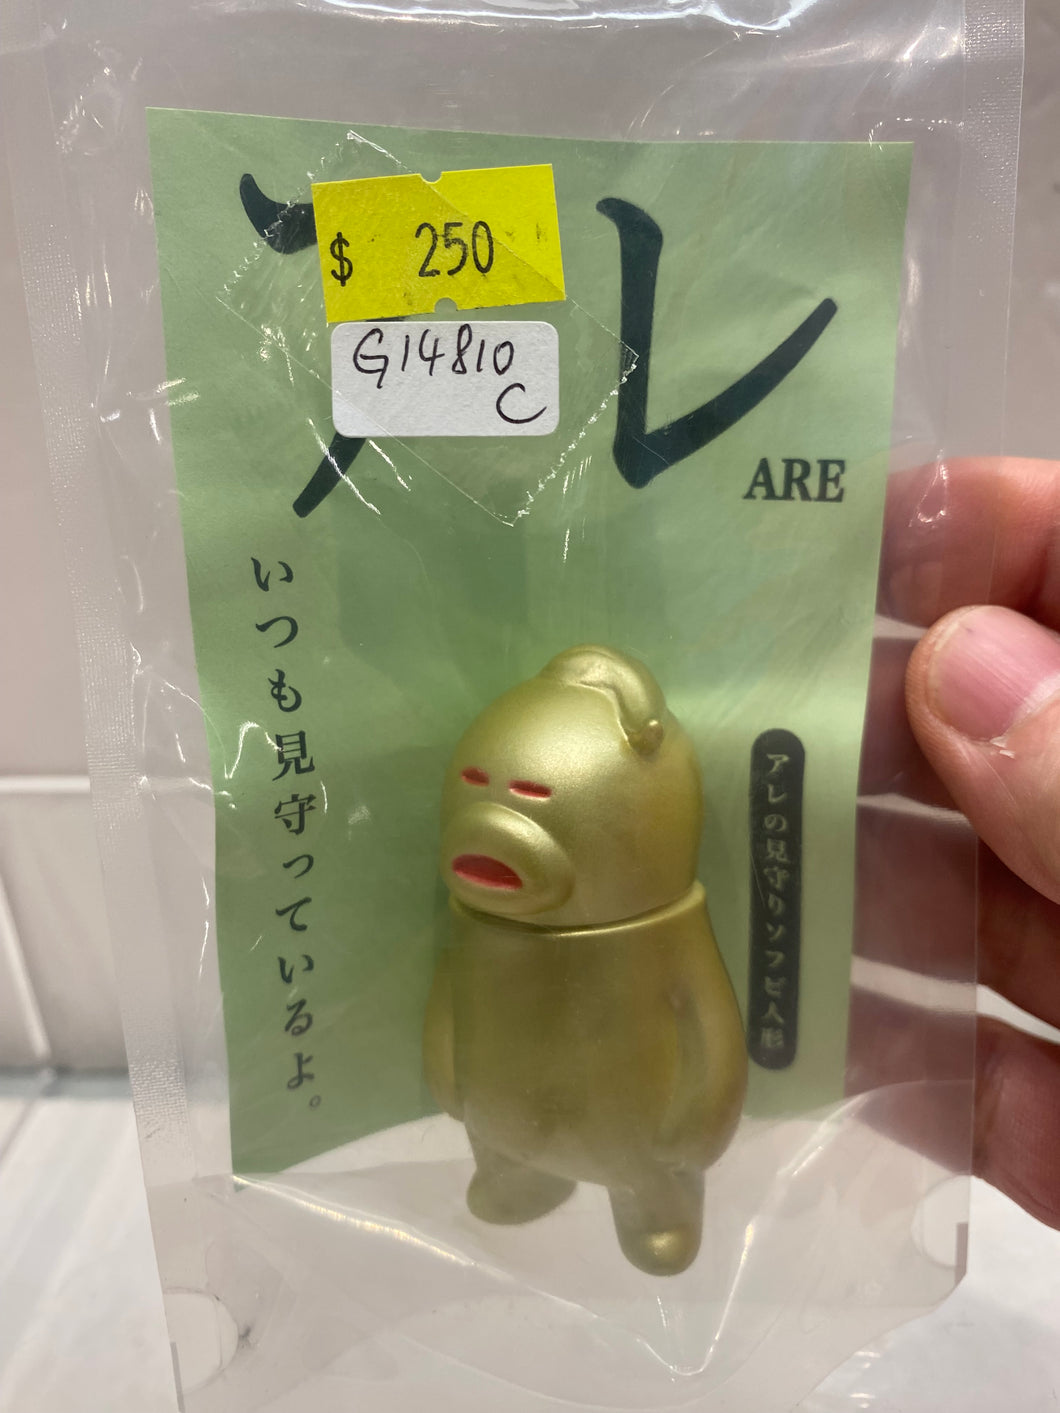 アレ
$ 250
G14810
C
ARE
いつも見守っているよ。
アレの見守りソフビ人形